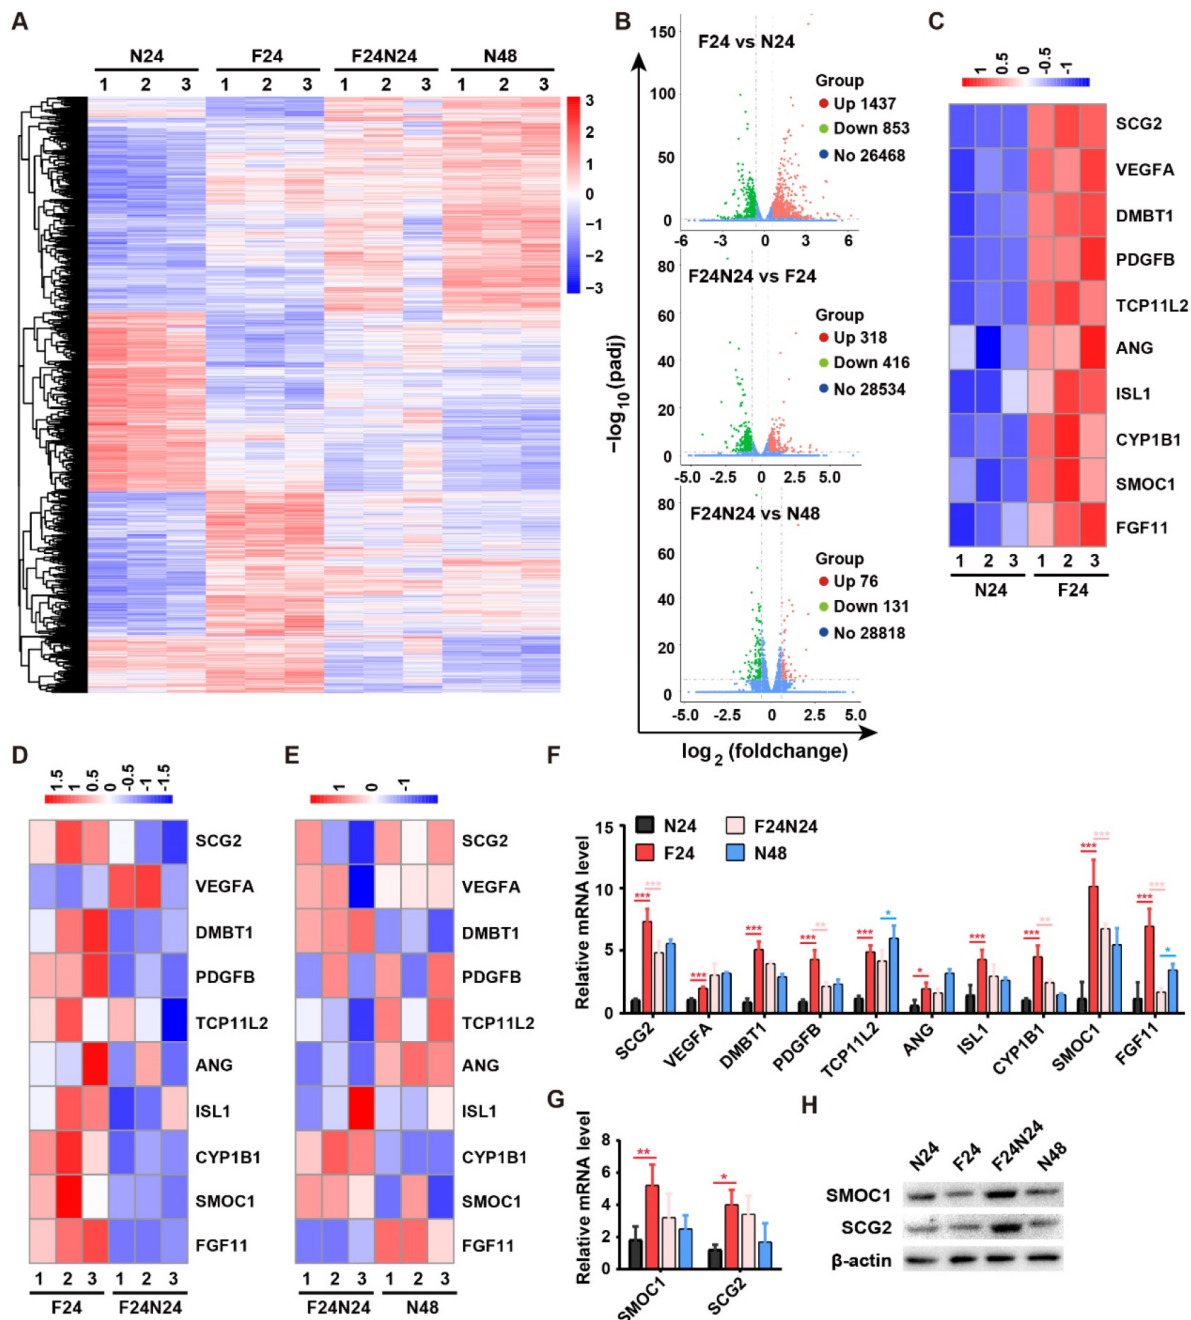 A
N24 F24 F24N24 N48
1 2 3 1 2 3 1 2 3 1 2 3
3
2
1
0
−1
−2
−3
B
−log10 (padj)
F24 vs N24
150
100
50
0
Group
Up 1437
Down 853
No 26468
-6 -3 0 3 6
F24N24 vs F24
80
60
40
20
0
Group
Up 318
Down 416
No 28534
-5.0 -2.5 0 2.5 5.0
F24N24 vs N48
80
60
40
20
0
Group
Up 76
Down 131
No 28818
-5.0 -2.5 0 2.5 5.0
log2 (foldchange)
C
1 0.5 0 -0.5 -1
SCG2
VEGFA
DMBT1
PDGFB
TCP11L2
ANG
ISL1
CYP1B1
SMOC1
FGF11
1 2 3 1 2 3
N24 F24
D
1.5 1 0.5 0 -0.5 -1 -1.5
SCG2
VEGFA
DMBT1
PDGFB
TCP11L2
ANG
ISL1
CYP1B1
SMOC1
FGF11
1 2 3 1 2 3
F24 F24N24
E
1 0 -1
SCG2
VEGFA
DMBT1
PDGFB
TCP11L2
ANG
ISL1
CYP1B1
SMOC1
FGF11
1 2 3 1 2 3
F24N24 N48
F
Relative mRNA level
15
10
5
0
N24 F24N24
F24 N48
*** ***
***
***
*** **
*** *
*
***
*** **
*** ***
*** *** *
SCG2 VEGFA DMBT1 PDGFB TCP11L2 ANG ISL1 CYP1B1 SMOC1 FGF11
G
Relative mRNA level
8
6
4
2
0
** *
SMOC1 SCG2
H
N24 F24 F24N24 N48
SMOC1
SCG2
β-actin